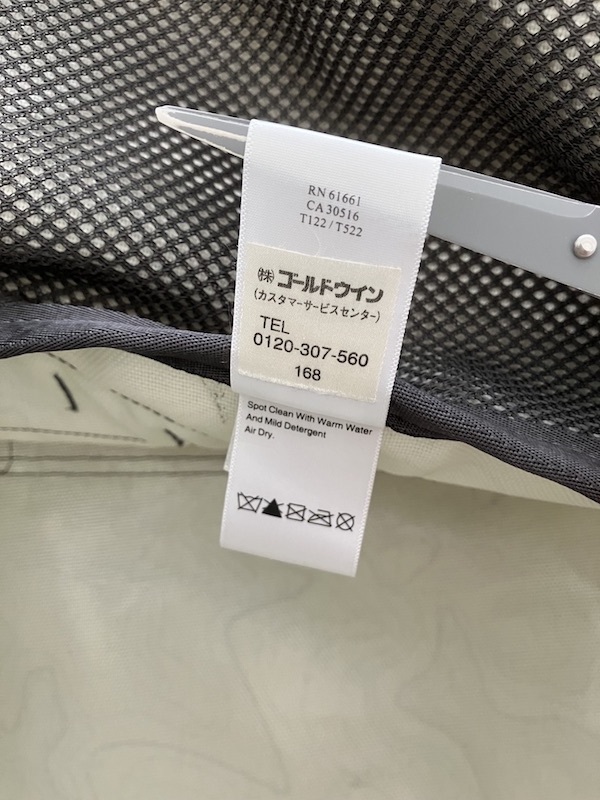 RN 61661
CA 30516
T122 / T522
(株)ゴールドウイン
(カスタマーサービスセンター)
TEL
0120-307-560
168
Spot Clean With Warm Water
And Mild Detergent
Air Dry.